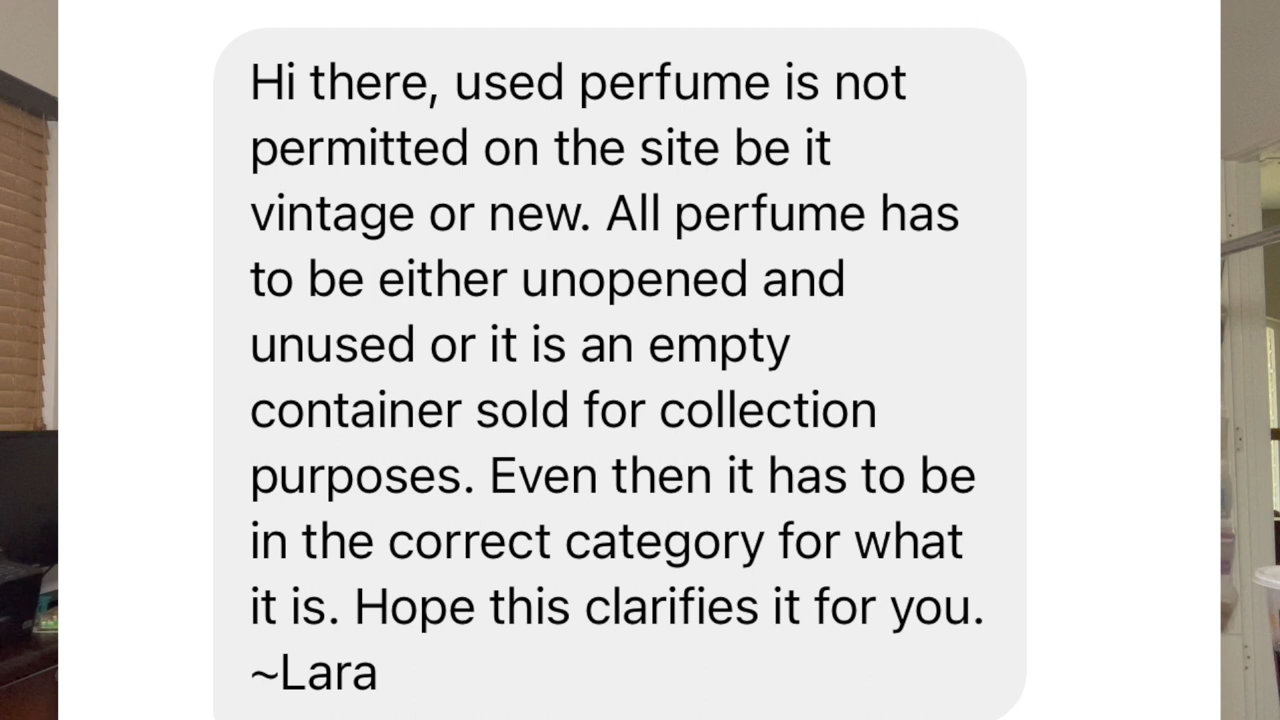 Hi there, used perfume is not
permitted on the site be it
vintage or new. All perfume has
to be either unopened and
unused or it is an empty
container sold for collection
purposes. Even then it has to be
in the correct category for what
it is. Hope this clarifies it for you.
~Lara